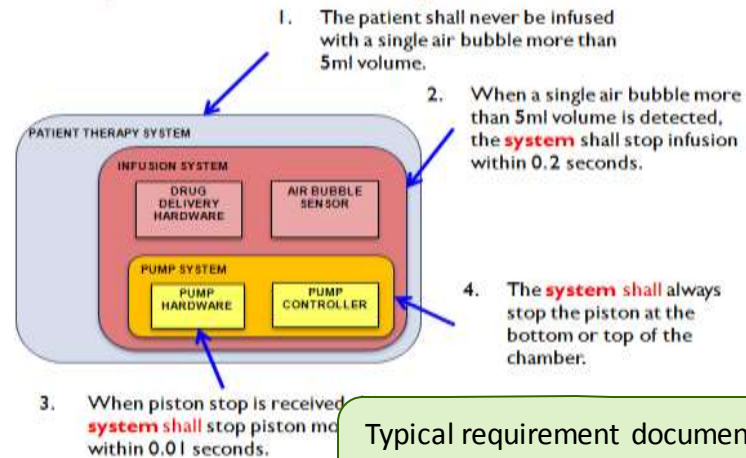 1. The patient shall never be infused
with a single air bubble more than
5ml volume.
2. When a single air bubble more
than 5ml volume is detected,
the system shall stop infusion
within 0.2 seconds.
PATIENT THERAPY SYSTEM
INFUSION SYSTEM
DRUG
DELIVERY
HARDWARE
AIR BUBBLE
SENSOR
PUMP SYSTEM
PUMP
HARDWARE
PUMP
CONTROLLER
4. The system shall always
stop the piston at the
bottom or top of the
chamber.
3. When piston stop is received
system shall stop piston
within 0.01 seconds.
Typical requirement